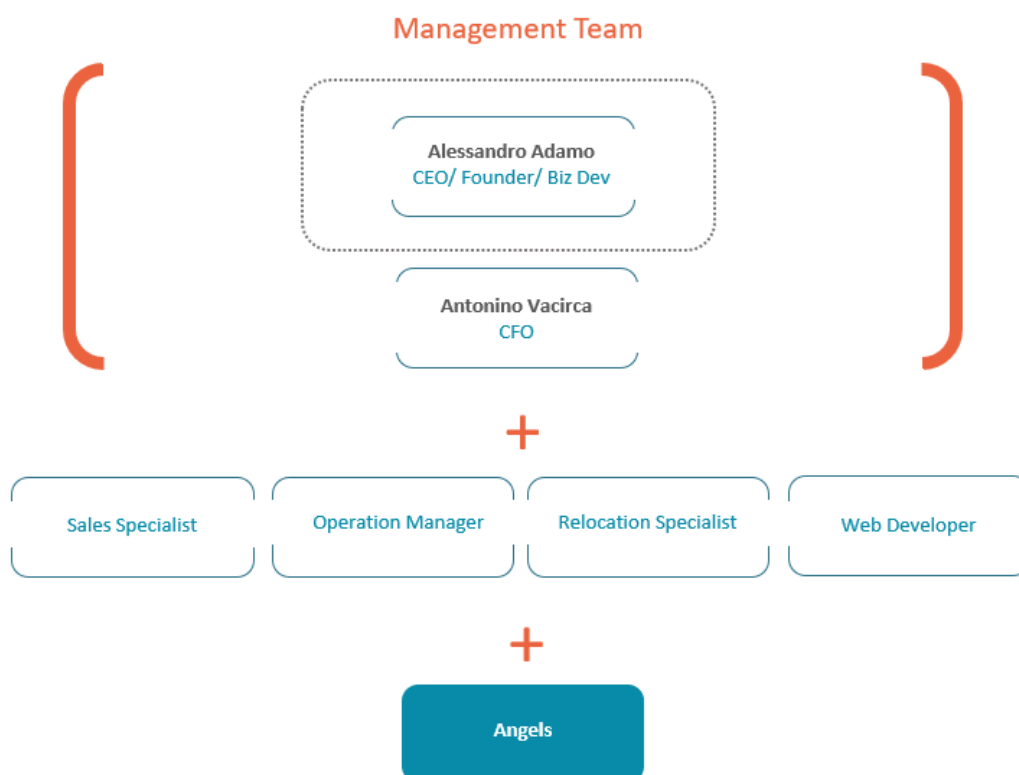 Management Team
Alessandro Adamo
CEO/ Founder/ Biz Dev
Antonino Vacirca
CFO
+
Sales Specialist
Operation Manager
Relocation Specialist
Web Developer
+
Angels